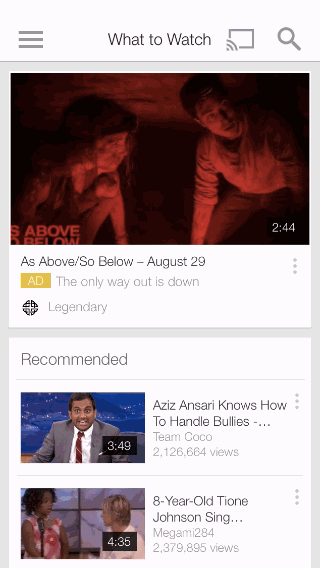 What to Watch
S ABOVE
O BELOW
2:44
As Above/So Below – August 29
AD The only way out is down
Legendary
Recommended
3:49
Aziz Ansari Knows How
To Handle Bullies -...
Team Coco
2,126,664 views
4:35
8-Year-Old Tione
Johnson Sing...
Megami284
2,379,895 views